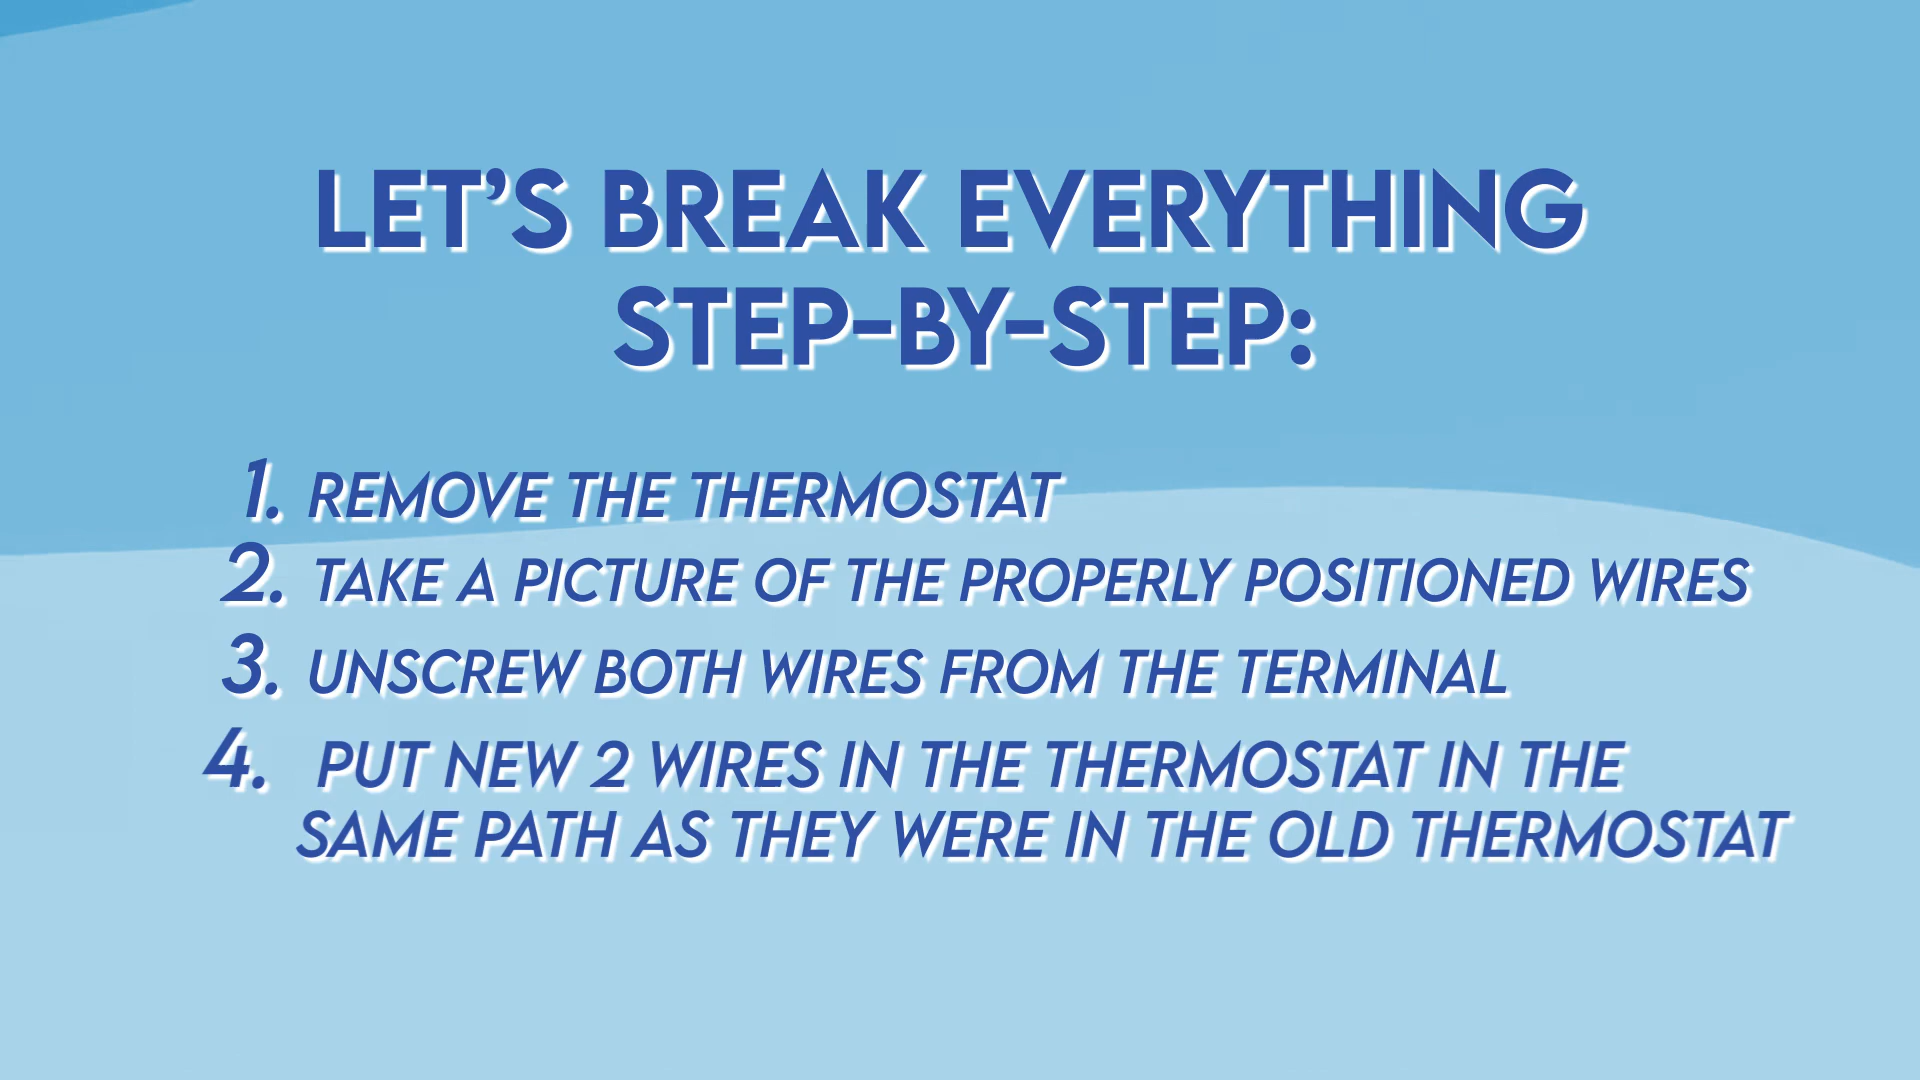 LET’S BREAK EVERYTHING
STEP-BY-STEP:
1. REMOVE THE THERMOSTAT
2. TAKE A PICTURE OF THE PROPERLY POSITIONED WIRES
3. UNSCREW BOTH WIRES FROM THE TERMINAL
4. PUT NEW 2 WIRES IN THE THERMOSTAT IN THE
SAME PATH AS THEY WERE IN THE OLD THERMOSTAT